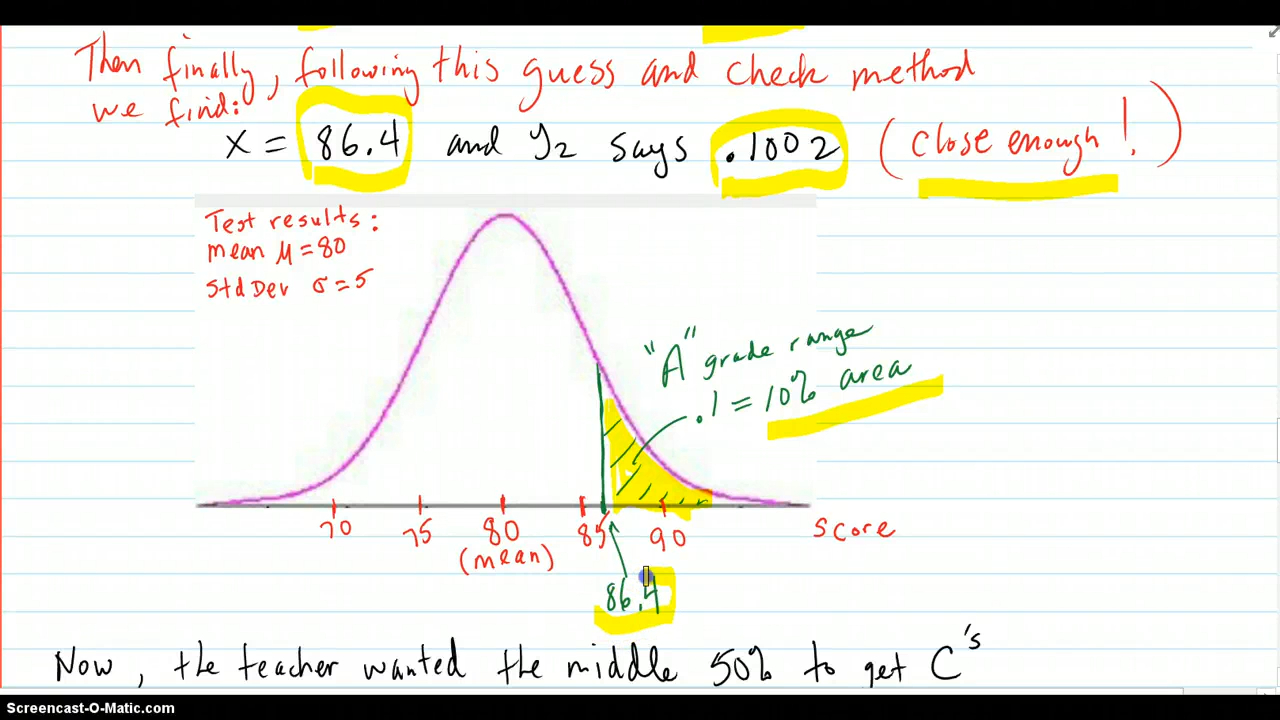 Then finally, following this guess and check method
we find:
x = 86.4 and y₂ says .1002 (close enough!)
Test results:
mean μ = 80
Std Dev σ = 5
"A" grade range
.1 = 10% area
70 75 80 85 90 score
(mean)
86.4
Now, the teacher wanted the middle 50% to get C's
Screencast-O-Matic.com